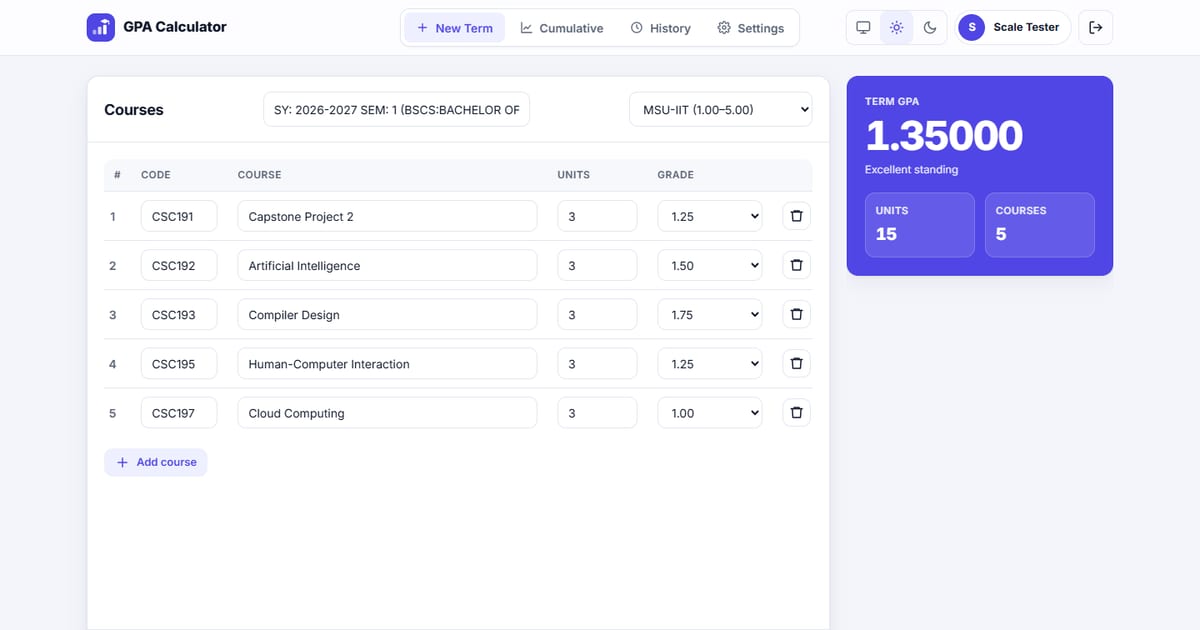 GPA Calculator
New Term
Cumulative
History
Settings
S
Scale Tester
Courses
SY: 2026-2027 SEM: 1 (BSCS:BACHELOR OF
MSU-IIT (1.00–5.00)
# CODE COURSE UNITS GRADE
1 CSC191 Capstone Project 2 3 1.25
2 CSC192 Artificial Intelligence 3 1.50
3 CSC193 Compiler Design 3 1.75
4 CSC195 Human-Computer Interaction 3 1.25
5 CSC197 Cloud Computing 3 1.00
+ Add course
TERM GPA
1.35000
Excellent standing
UNITS
15
COURSES
5